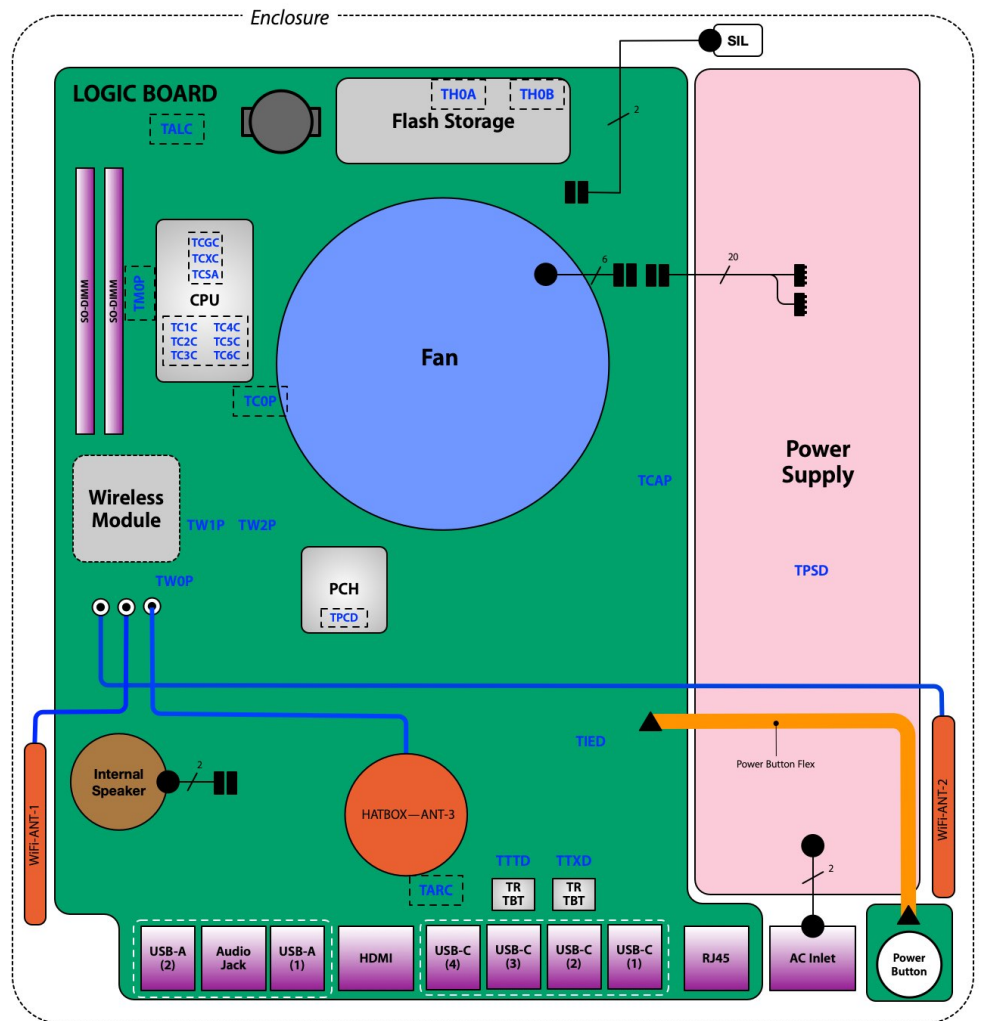 Enclosure
SIL
LOGIC BOARD
TH0A
TH0B
Flash Storage
TALC
2
SO-DIMM
SO-DIMM
TM0P
TCGC
TCXC
TCSA
CPU
TC1C TC4C
TC2C TC5C
TC3C TC6C
TC0P
Fan
6
20
Power
Supply
TCAP
Wireless
Module
TW1P
TW2P
TW0P
PCH
TPCD
TPSD
TIED
Power Button Flex
Internal
Speaker
2
WiFi-ANT-1
HATBOX—ANT-3
WiFi-ANT-2
TTTD
TTXD
TARC
TR
TBT
TR
TBT
2
USB-A
(2)
Audio
Jack
USB-A
(1)
HDMI
USB-C
(4)
USB-C
(3)
USB-C
(2)
USB-C
(1)
RJ45
AC Inlet
Power
Button